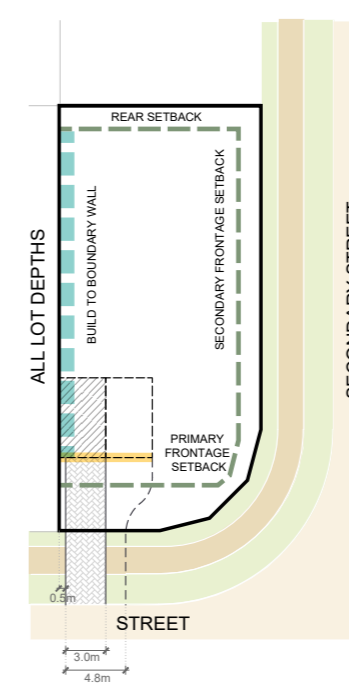 REAR SETBACK
ALL LOT DEPTHS
BUILD TO BOUNDARY WALL
SECONDARY FRONTAGE SETBACK
PRIMARY
FRONTAGE
SETBACK
0.5m
STREET
3.0m
4.8m